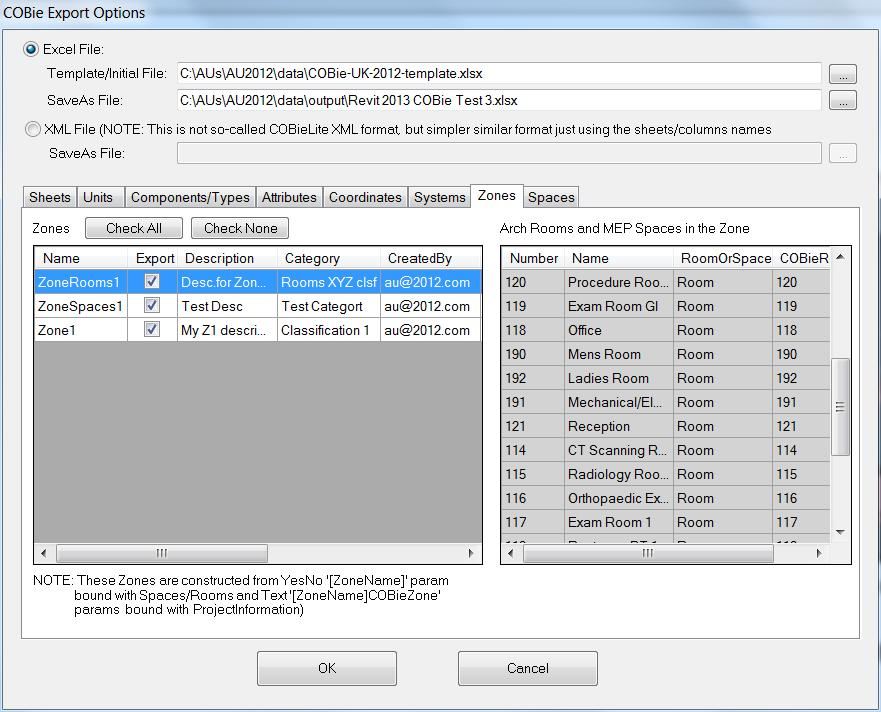 COBie Export Options
Excel File:
Template/Initial File: C:\AUs\AU2012\data\COBie-UK-2012-template.xlsx ...
SaveAs File: C:\AUs\AU2012\data\output\Revit 2013 COBie Test 3.xlsx ...
XML File (NOTE: This is not so-called COBieLite XML format, but simpler similar format just using the sheets/columns names
SaveAs File: ...
Sheets Units Components/Types Attributes Coordinates Systems Zones Spaces
Zones Check All Check None
Name Export Description Category CreatedBy
ZoneRooms1 Desc.for Zon... Rooms XYZ clsf au@2012.com
ZoneSpaces1 Test Desc Test Categort au@2012.com
Zone1 My Z1 descri... Classification 1 au@2012.com
NOTE: These Zones are constructed from YesNo '[ZoneName]' param
bound with Spaces/Rooms and Text '[ZoneName]COBieZone'
params bound with ProjectInformation)
Arch Rooms and MEP Spaces in the Zone
Number Name RoomOrSpace COBieR
120 Procedure Roo... Room 120
119 Exam Room GI Room 119
118 Office Room 118
190 Mens Room Room 190
192 Ladies Room Room 192
191 Mechanical/El... Room 191
121 Reception Room 121
114 CT Scanning R... Room 114
115 Radiology Roo... Room 115
116 Orthopaedic Ex... Room 116
117 Exam Room 1 Room 117
OK Cancel